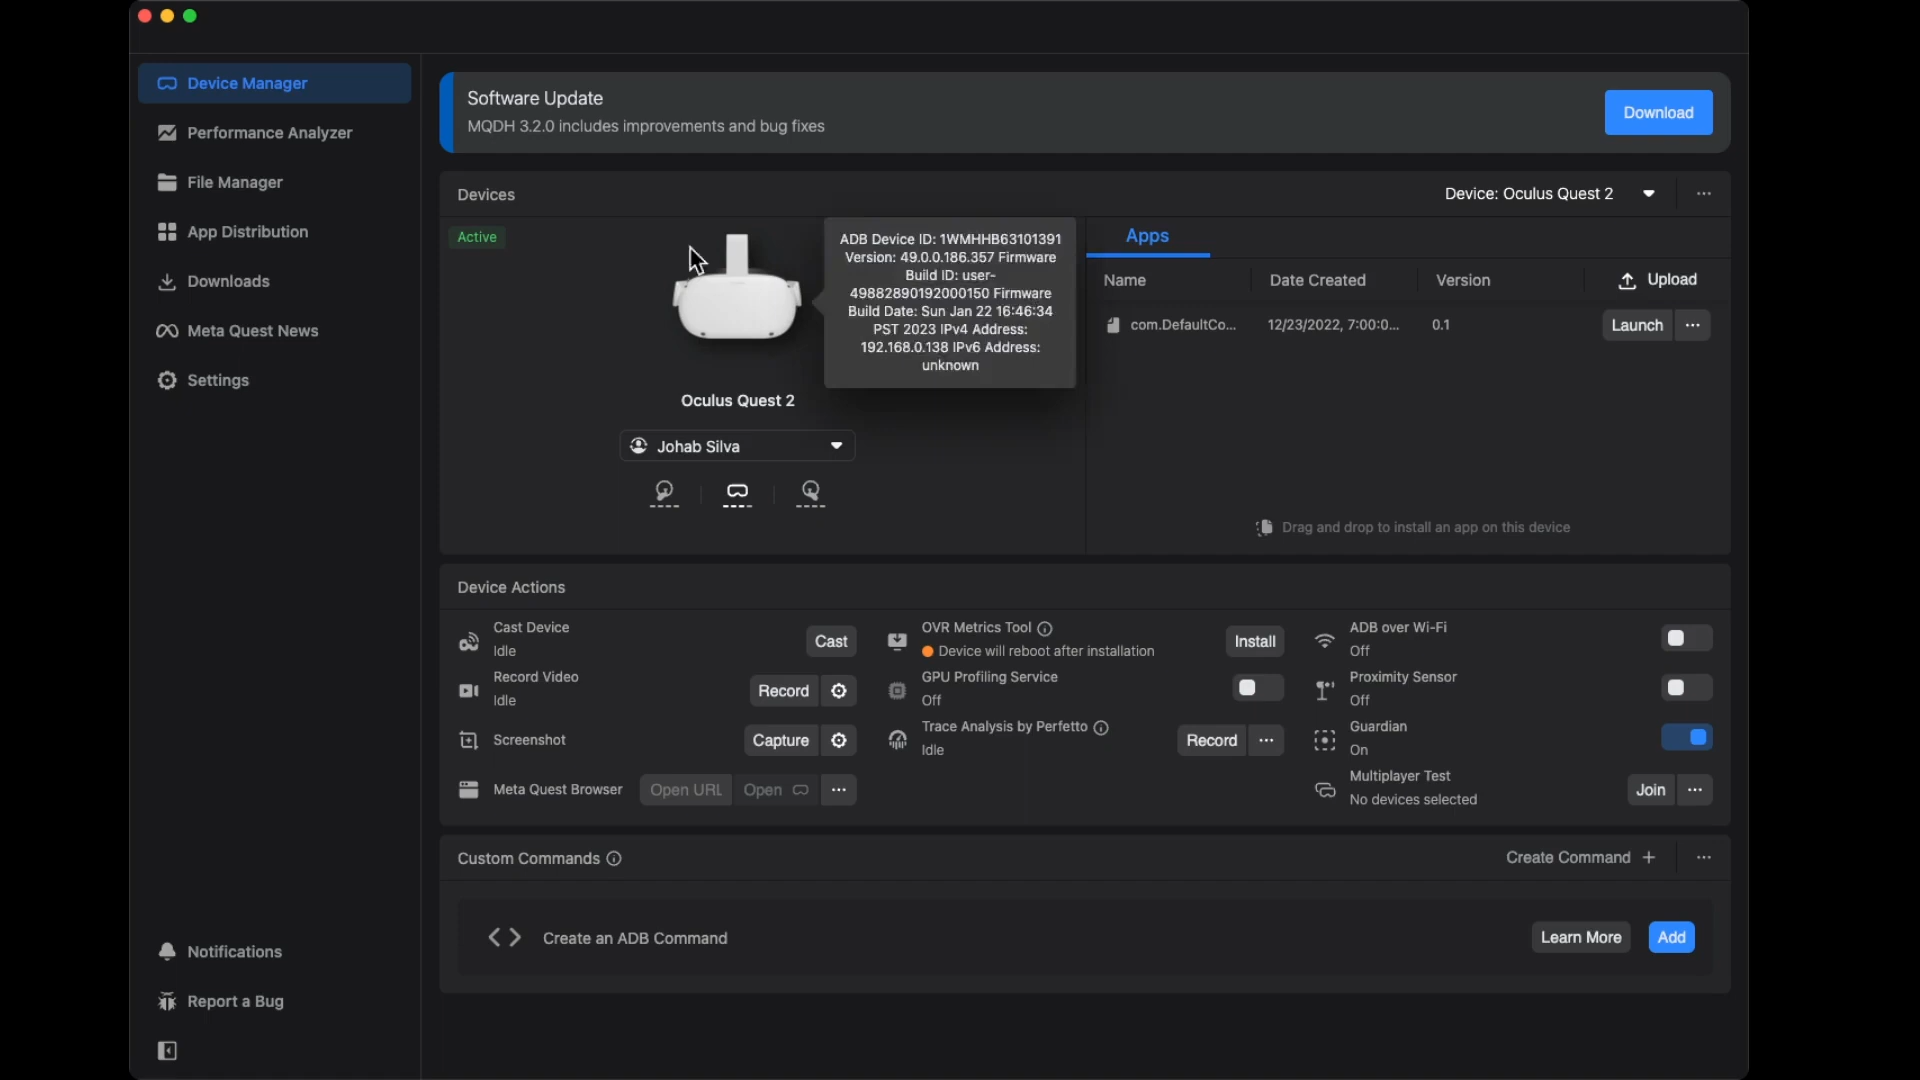 Device Manager
Performance Analyzer
File Manager
App Distribution
Downloads
Meta Quest News
Settings
Notifications
Report a Bug
Software Update
MQDH 3.2.0 includes improvements and bug fixes
Download
Devices
Device: Oculus Quest 2
Active
ADB Device ID: 1WMHHB63101391
Version: 49.0.0.186.357 Firmware
Build ID: user-
49882890192000150 Firmware
Build Date: Sun Jan 22 16:46:34
PST 2023 IPv4 Address:
192.168.0.138 IPv6 Address:
unknown
Oculus Quest 2
Johab Silva
Apps
Name Date Created Version Upload
com.DefaultCo... 12/23/2022, 7:00:0... 0.1 Launch
Drag and drop to install an app on this device
Device Actions
Cast Device
Idle
Cast
Record Video
Idle
Record
Screenshot
Capture
Meta Quest Browser
Open URL
Open
OVR Metrics Tool
Device will reboot after installation
Install
GPU Profiling Service
Off
Trace Analysis by Perfetto
Idle
Record
ADB over Wi-Fi
Off
Proximity Sensor
Off
Guardian
On
Multiplayer Test
No devices selected
Join
Custom Commands
Create Command +
Create an ADB Command
Learn More
Add